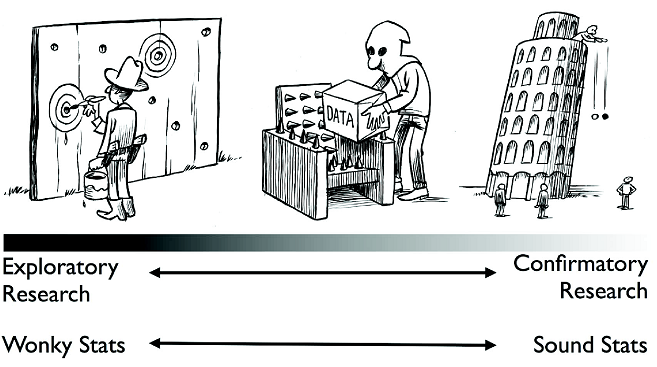 DATA
Exploratory
Research
Confirmatory
Research
Wonky Stats
Sound Stats